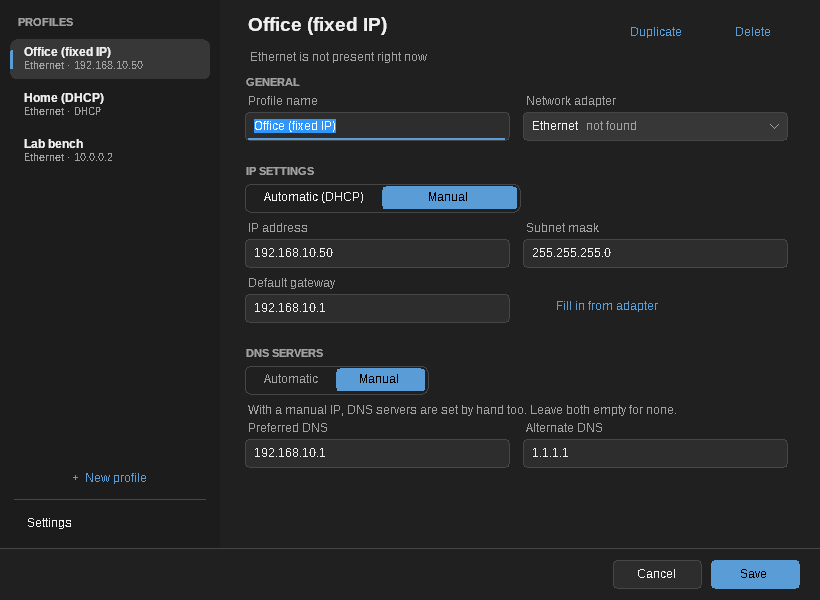 PROFILES
Office (fixed IP)
Ethernet · 192.168.10.50
Home (DHCP)
Ethernet · DHCP
Lab bench
Ethernet · 10.0.0.2
+ New profile
Settings
Office (fixed IP)
Duplicate
Delete
Ethernet is not present right now
GENERAL
Profile name
Network adapter
Office (fixed IP)
Ethernet not found
IP SETTINGS
Automatic (DHCP)
Manual
IP address
Subnet mask
192.168.10.50
255.255.255.0
Default gateway
192.168.10.1
Fill in from adapter
DNS SERVERS
Automatic
Manual
With a manual IP, DNS servers are set by hand too. Leave both empty for none.
Preferred DNS
Alternate DNS
192.168.10.1
1.1.1.1
Cancel
Save